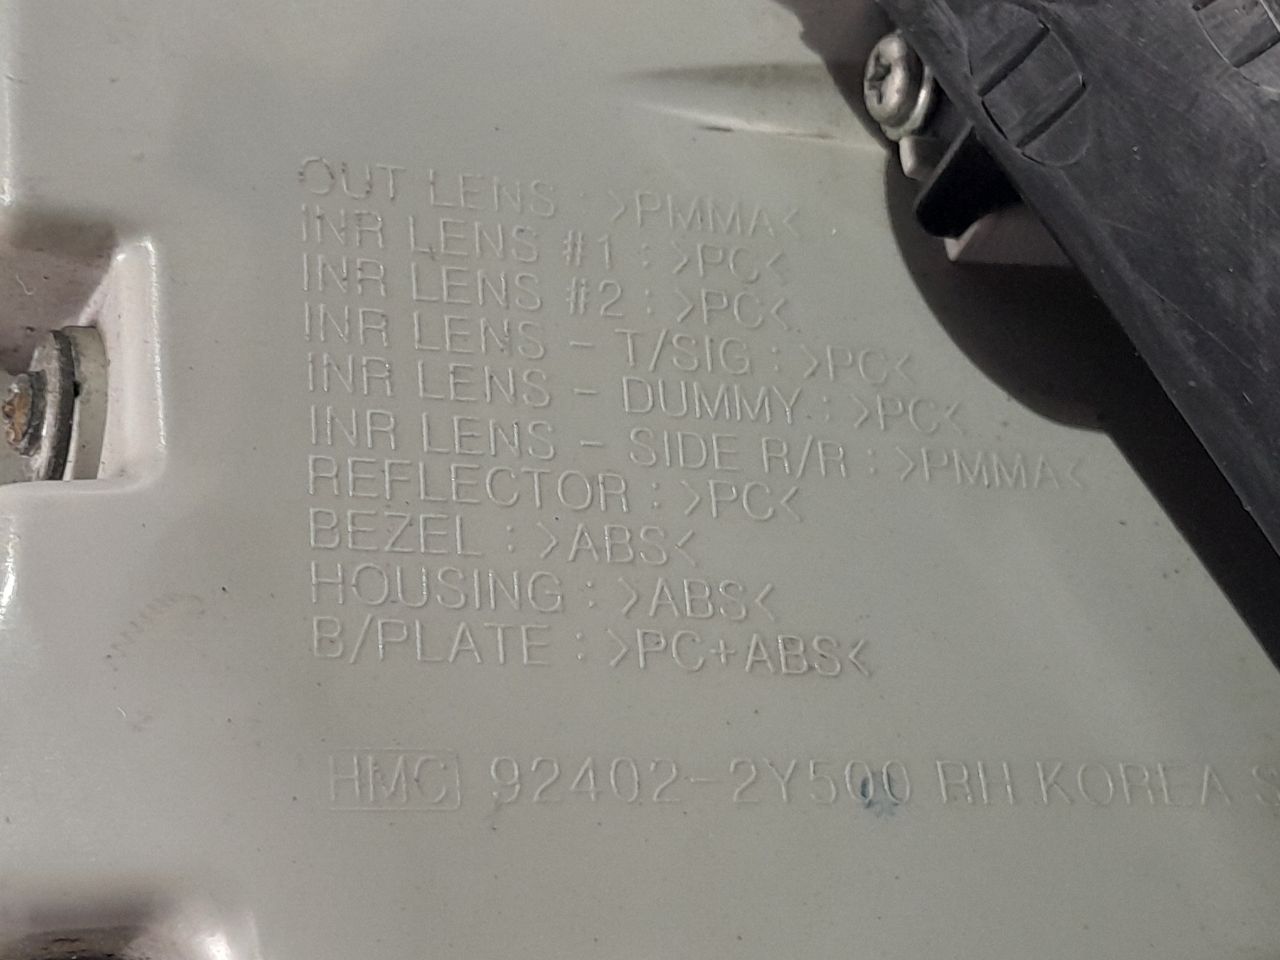 OUT LENS : >PMMA<
INR LENS #1 : >PC<
INR LENS #2 : >PC<
INR LENS - T/SIG : >PC<
INR LENS - DUMMY : >PC<
INR LENS - SIDE R/R : >PMMA<
REFLECTOR : >PC<
BEZEL : >ABS<
HOUSING : >ABS<
B/PLATE : >PC+ABS<
HMC 92402-2Y500 RH KOREA S